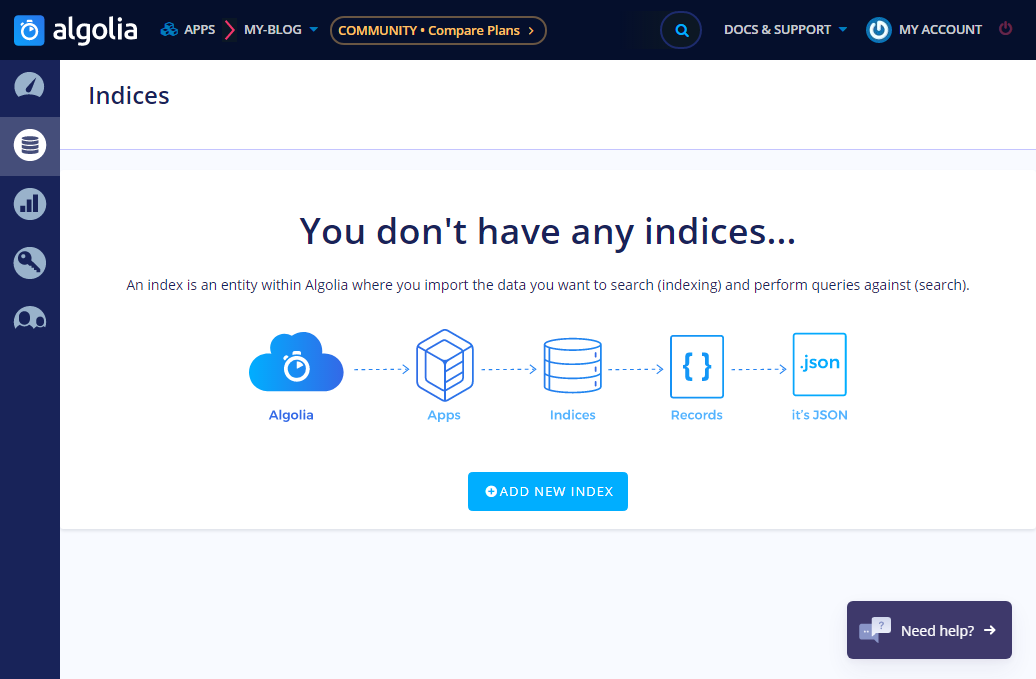 algolia APPS MY-BLOG COMMUNITY • Compare Plans > DOCS & SUPPORT MY ACCOUNT
Indices
You don't have any indices...
An index is an entity within Algolia where you import the data you want to search (indexing) and perform queries against (search).
{ } .json
Algolia Apps Indices Records it's JSON
ADD NEW INDEX
? Need help? →